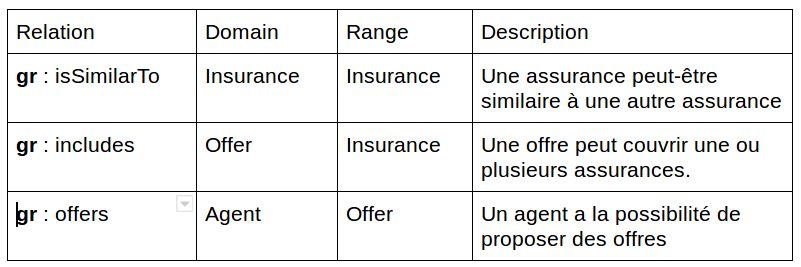 Relation Domain Range Description
gr : isSimilarTo Insurance Insurance Une assurance peut-être
similaire à une autre assurance
gr : includes Offer Insurance Une offre peut couvrir une ou
plusieurs assurances.
gr : offers Agent Offer Un agent a la possibilité de
proposer des offres